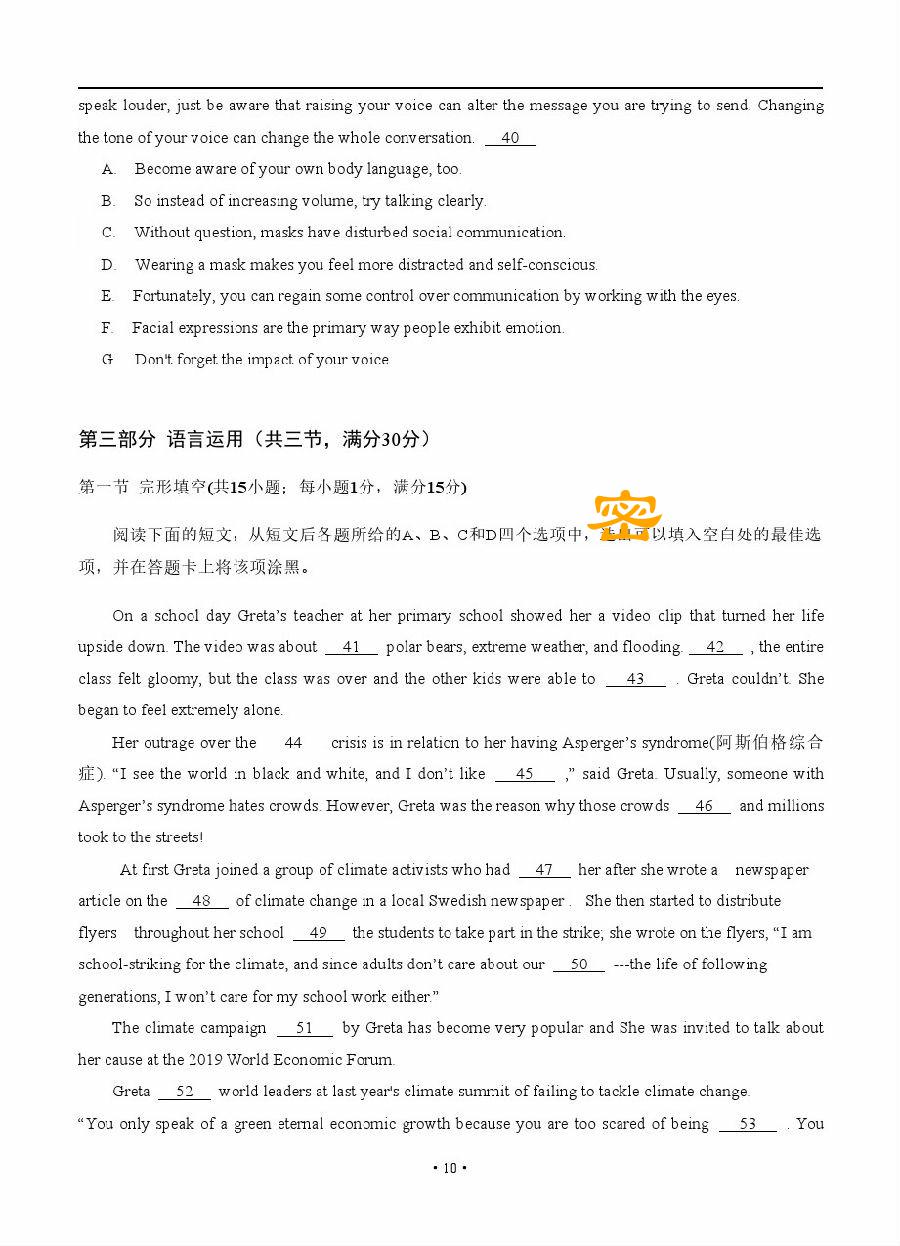 speak louder, just be aware that raising your voice can alter the message you are trying to send. Changing
the tone of your voice can change the whole conversation. 40
A. Become aware of your own body language, too.
B. So instead of increasing volume, try talking clearly.
C. Without question, masks have disturbed social communication.
D. Wearing a mask makes you feel more distracted and self-conscious.
E. Fortunately, you can regain some control over communication by working with the eyes.
F. Facial expressions are the primary way people exhibit emotion.
G Don't forget the impact of your voice
第三部分 语言运用（共三节，满分30分）
第一节 完形填空(共15小题；每小题1分，满分15分)
密
阅读下面的短文，从短文后各题所给的A、B、C和D四个选项中，选出可以填入空白处的最佳选
项，并在答题卡上将该项涂黑。
On a school day Greta’s teacher at her primary school showed her a video clip that turned her life
upside down. The video was about 41 polar bears, extreme weather, and flooding. 42 , the entire
class felt gloomy, but the class was over and the other kids were able to 43 . Greta couldn’t. She
began to feel extremely alone.
Her outrage over the 44 crisis is in relation to her having Asperger’s syndrome(阿斯伯格综合
症). “I see the world in black and white, and I don’t like 45 ,” said Greta. Usually, someone with
Asperger’s syndrome hates crowds. However, Greta was the reason why those crowds 46 and millions
took to the streets!
At first Greta joined a group of climate activists who had 47 her after she wrote a newspaper
article on the 48 of climate change in a local Swedish newspaper . She then started to distribute
flyers throughout her school 49 the students to take part in the strike; she wrote on the flyers, “I am
school-striking for the climate, and since adults don’t care about our 50 ---the life of following
generations, I won’t care for my school work either.”
The climate campaign 51 by Greta has become very popular and She was invited to talk about
her cause at the 2019 World Economic Forum.
Greta 52 world leaders at last year's climate summit of failing to tackle climate change.
“You only speak of a green eternal economic growth because you are too scared of being 53 . You
• 10 •